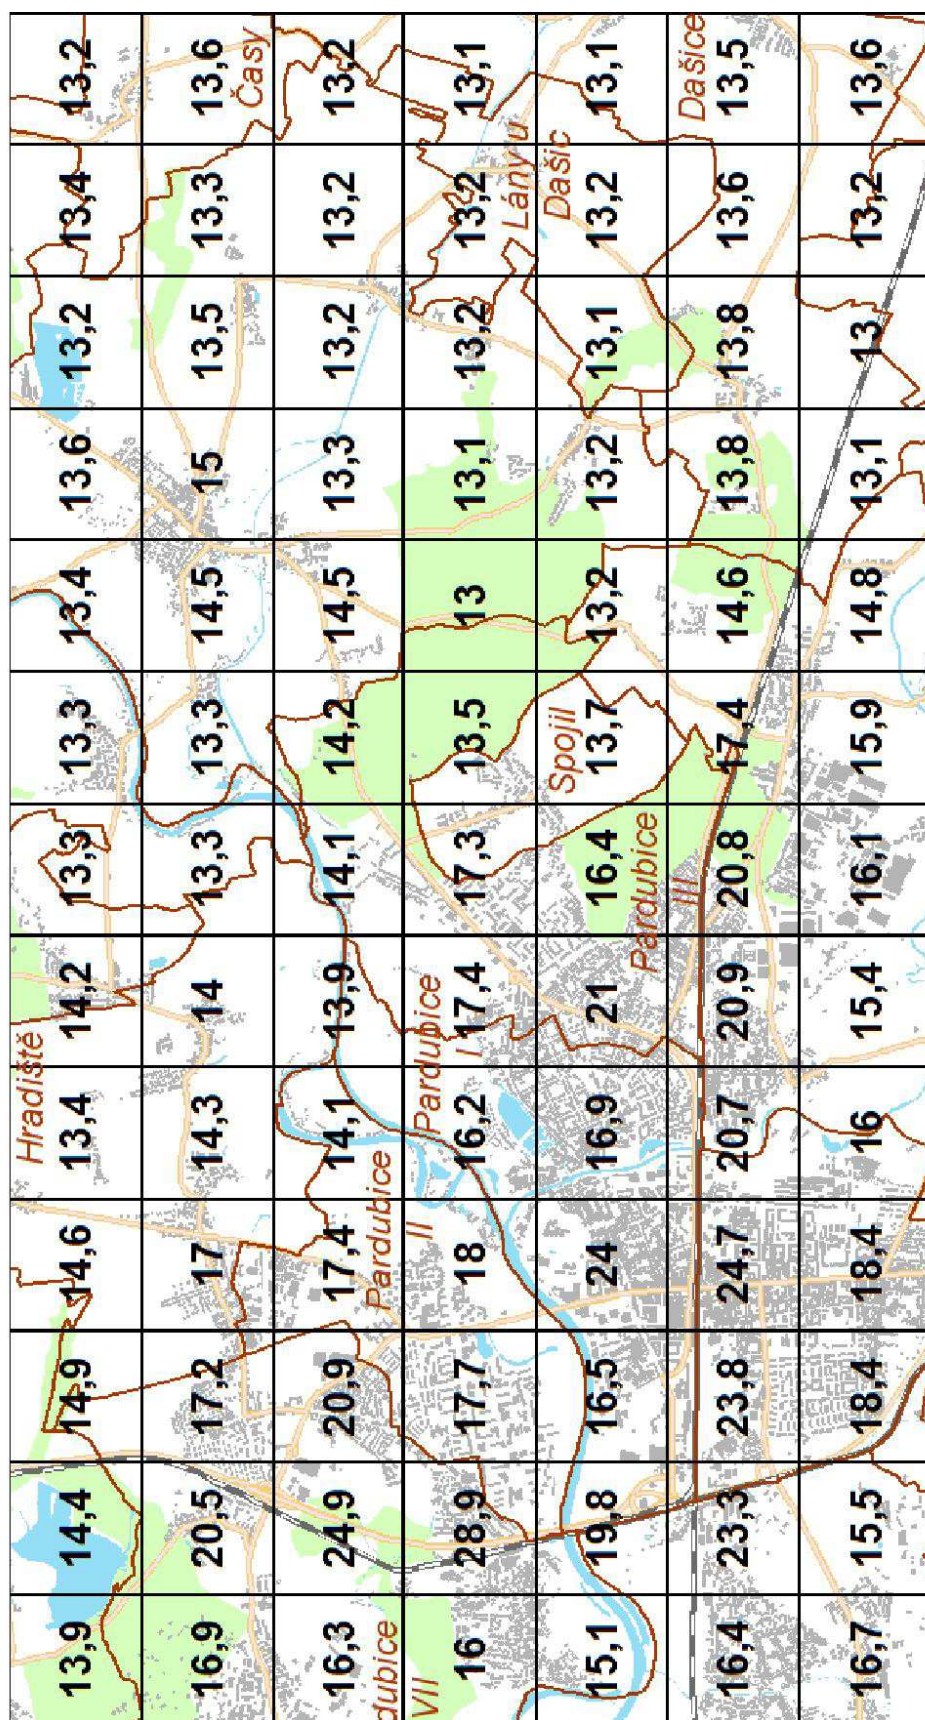 Hradiště
13,9 14,4 14,9 14,6 13,4 14,2 13,3 13,3 13,4 13,6 13,2 13,4 13,2
16,9 20,5 17,2 17 14,3 14 13,3 13,3 14,5 15 13,5 13,3 13,6
Časy
16,3 24,9 20,9 17,4 14,1 13,9 14,1 14,2 14,5 13,3 13,2 13,2 13,2
dubice
VII
Pardubice
II
Pardubice
I
16 28,9 17,7 18 16,2 17,4 17,3 13,5 13 13,1 13,2 13,2 13,1
Lány u
Dašic
Spojil
15,1 19,8 16,5 24 16,9 21 16,4 13,7 13,2 13,2 13,1 13,2 13,1
Pardubice
III
Dašice
16,4 23,3 23,8 24,7 20,7 20,9 20,8 17,4 14,6 13,8 13,8 13,6 13,5
16,7 15,5 18,4 18,4 16 15,4 16,1 15,9 14,8 13,1 13 13,2 13,6